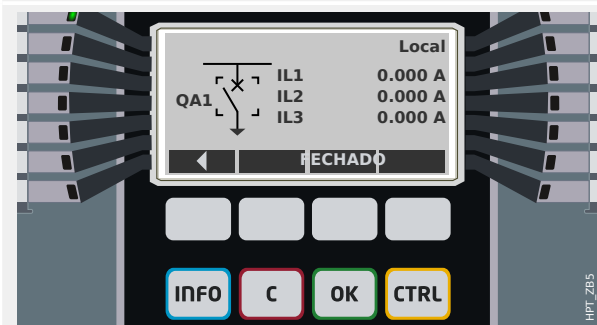 Local
IL1 0.000 A
QA1 IL2 0.000 A
IL3 0.000 A
FECHADO
INFO C OK CTRL
HPT_ZB5